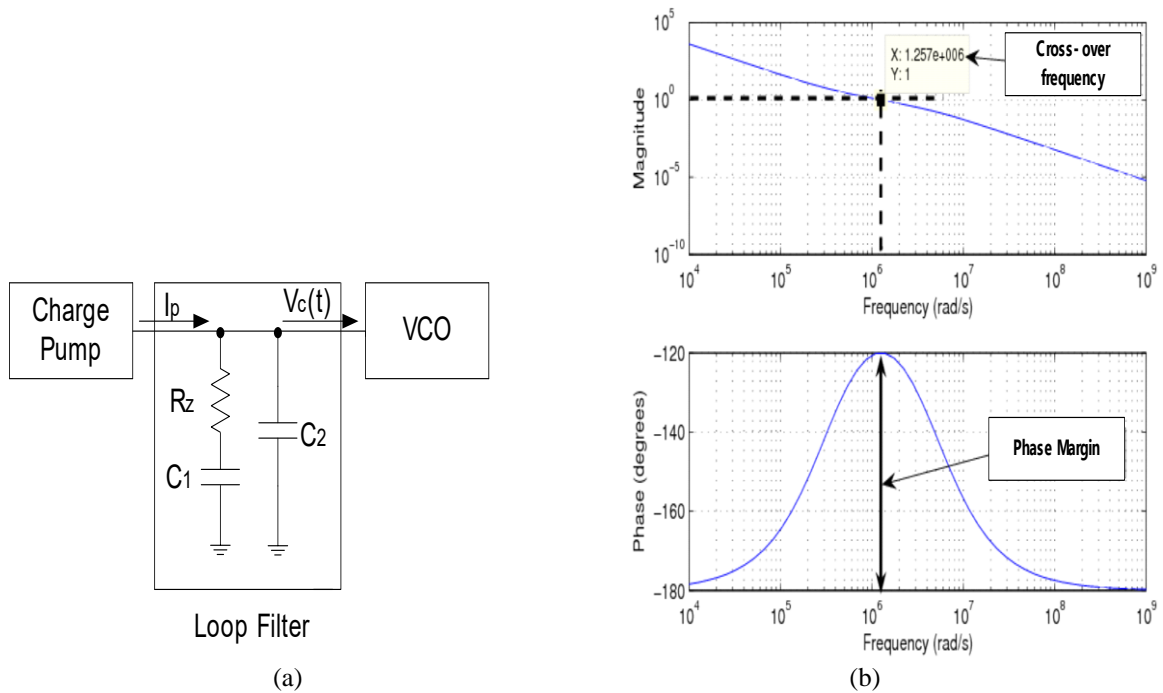 Charge
Pump
Ip
Vc(t)
VCO
Rz
C1
C2
Loop Filter
(a)
10^5
10^0
10^-5
10^-10
Magnitude
X: 1.257e+006
Y: 1
Cross- over
frequency
10^4 10^5 10^6 10^7 10^8 10^9
Frequency (rad/s)
−120
−140
−160
−180
Phase (degrees)
Phase Margin
10^4 10^5 10^6 10^7 10^8 10^9
Frequency (rad/s)
(b)